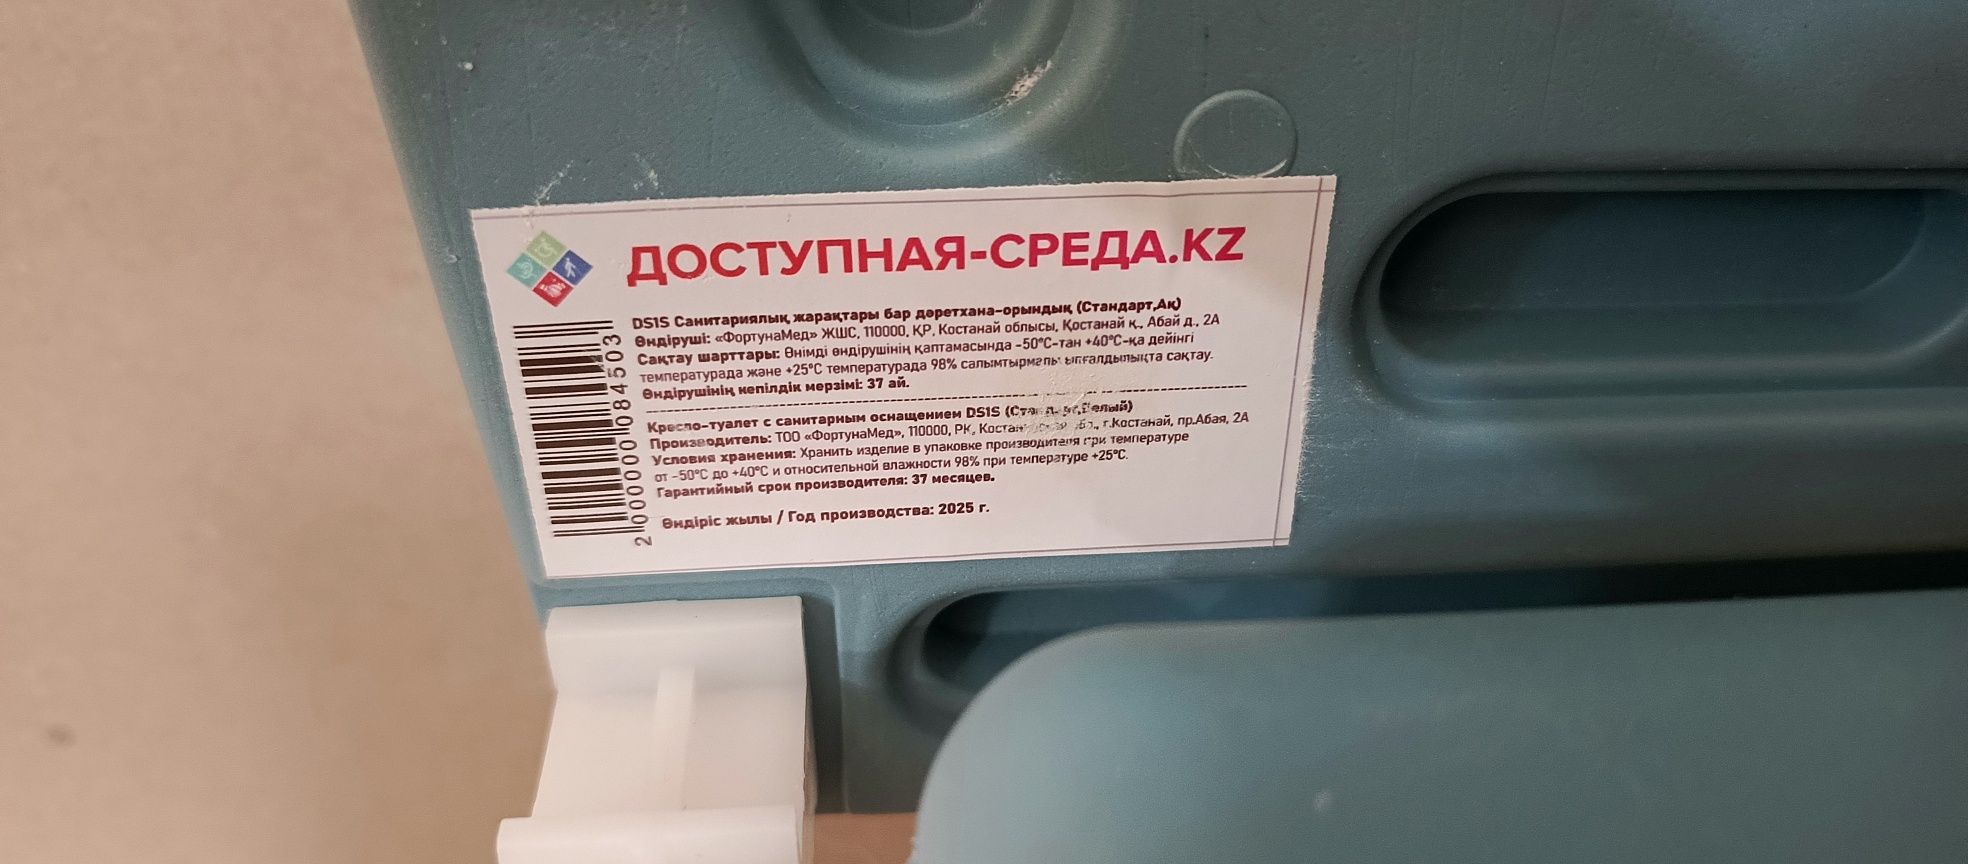 ДОСТУПНАЯ-СРЕДА.KZ
DS1S Санитариялық жарақтары бар дәретхана-орындық (Стандарт,Ақ)
Өндіруші: «ФортунаМед» ЖШС, 110000, ҚР, Костанай облысы, Қостанай қ., Абай д., 2А
Сақтау шарттары: Өнімді өндірушінің қаптамасында -50°С-тан +40°С-қа дейінгі
температурада және +25°С температурада 98% салыстырмалы ылғалдылықта сақтау.
Өндірушінің кепілдік мерзімі: 37 ай.
Кресло-туалет с санитарным оснащением DS1S (Стандарт,Белый)
Производитель: ТОО «ФортунаМед», 110000, РК, г.Костанай, пр.Абая, 2А
Условия хранения: Хранить изделие в упаковке производителя при температуре
от -50°С до +40°С и относительной влажности 98% при температуре +25°С.
Гарантийный срок производителя: 37 месяцев.
Өндіріс жылы / Год производства: 2025 г.
2000000084503